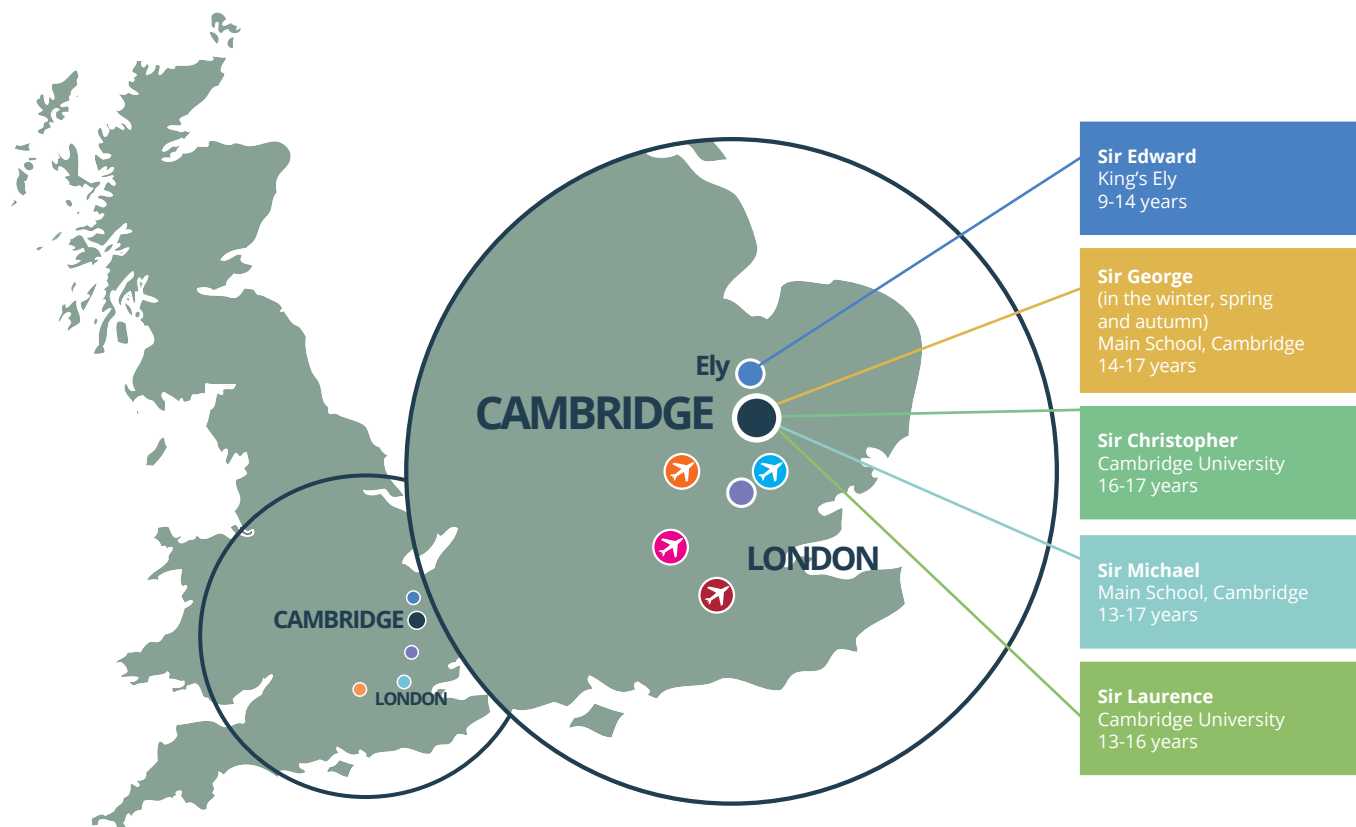 Ely
CAMBRIDGE
LONDON
CAMBRIDGE
LONDON
Sir Edward
King’s Ely
9-14 years
Sir George
(in the winter, spring
and autumn)
Main School, Cambridge
14-17 years
Sir Christopher
Cambridge University
16-17 years
Sir Michael
Main School, Cambridge
13-17 years
Sir Laurence
Cambridge University
13-16 years